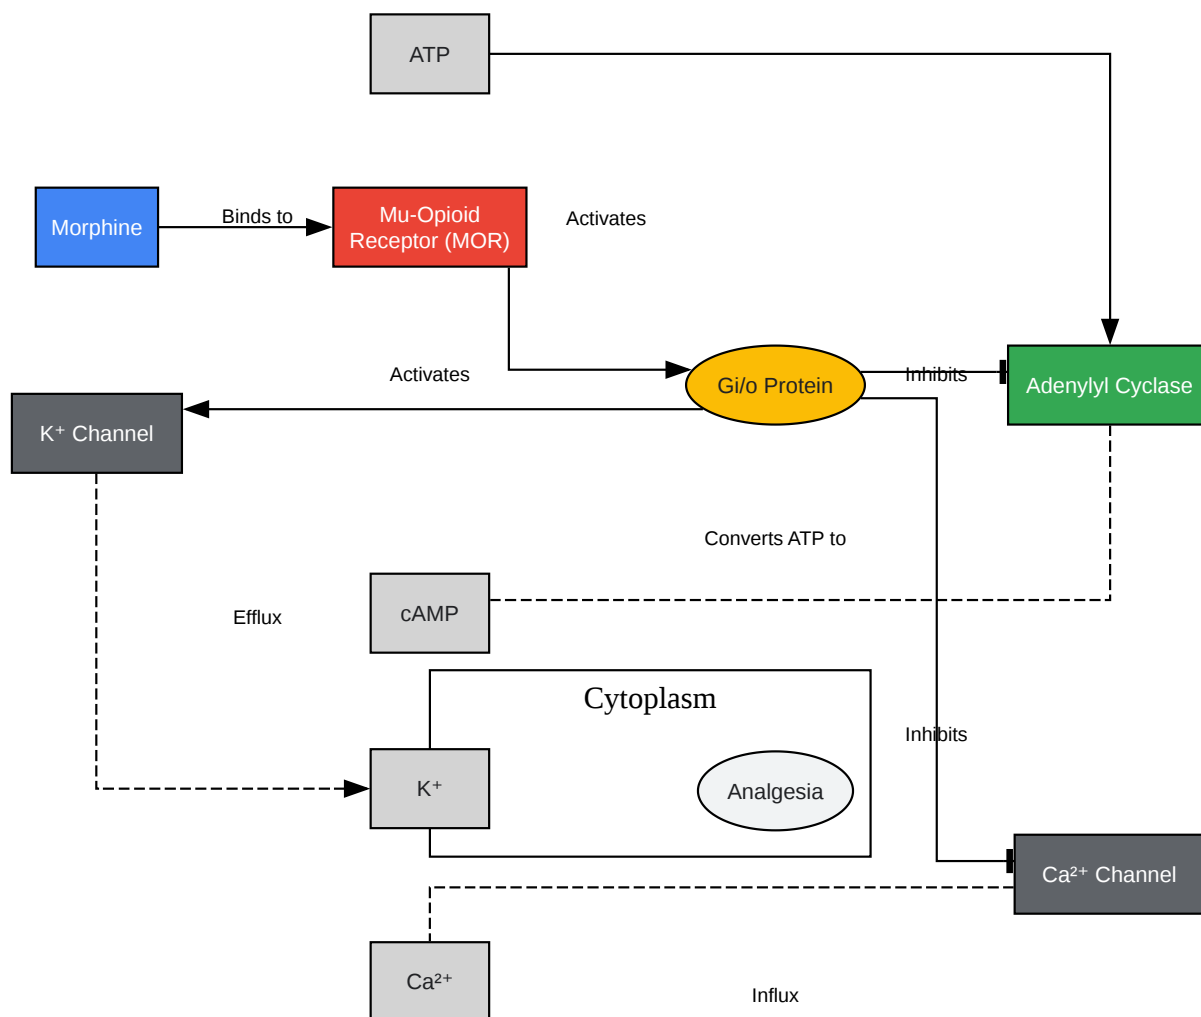 ATP
Morphine
Binds to
Mu-Opioid
Receptor (MOR)
Activates
Activates
Gi/o Protein
Inhibits
Adenylyl Cyclase
K⁺ Channel
Converts ATP to
cAMP
Efflux
Cytoplasm
Inhibits
K⁺
Analgesia
Ca²⁺ Channel
Ca²⁺
Influx